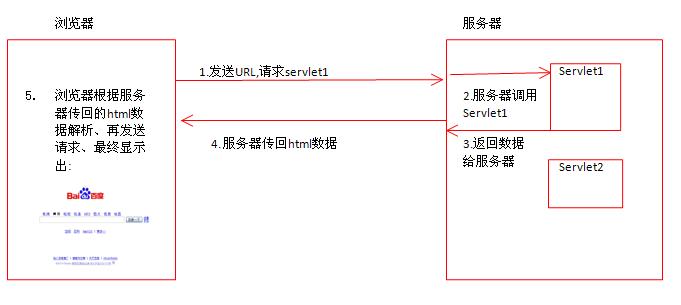 浏览器
服务器
1.发送URL,请求servlet1
Servlet1
2.服务器调用
Servlet1
3.返回数据
给服务器
4.服务器传回html数据
Servlet2
5. 浏览器根据服务
器传回的html数
据解析、再发送
请求、最终显示
出:
Bai 百度